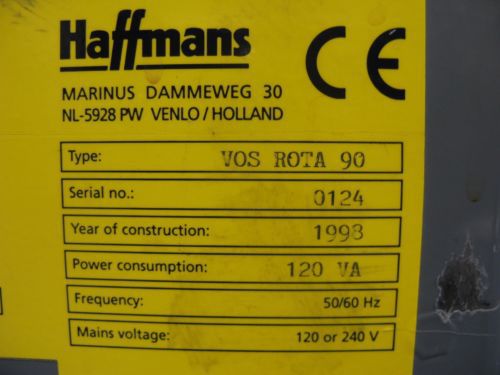 Haffmans CE
MARINUS DAMMEWEG 30
NL-5928 PW VENLO / HOLLAND
Type: VOS ROTA 90
Serial no.: 0124
Year of construction: 1998
Power consumption: 120 VA
Frequency: 50/60 Hz
Mains voltage: 120 or 240 V